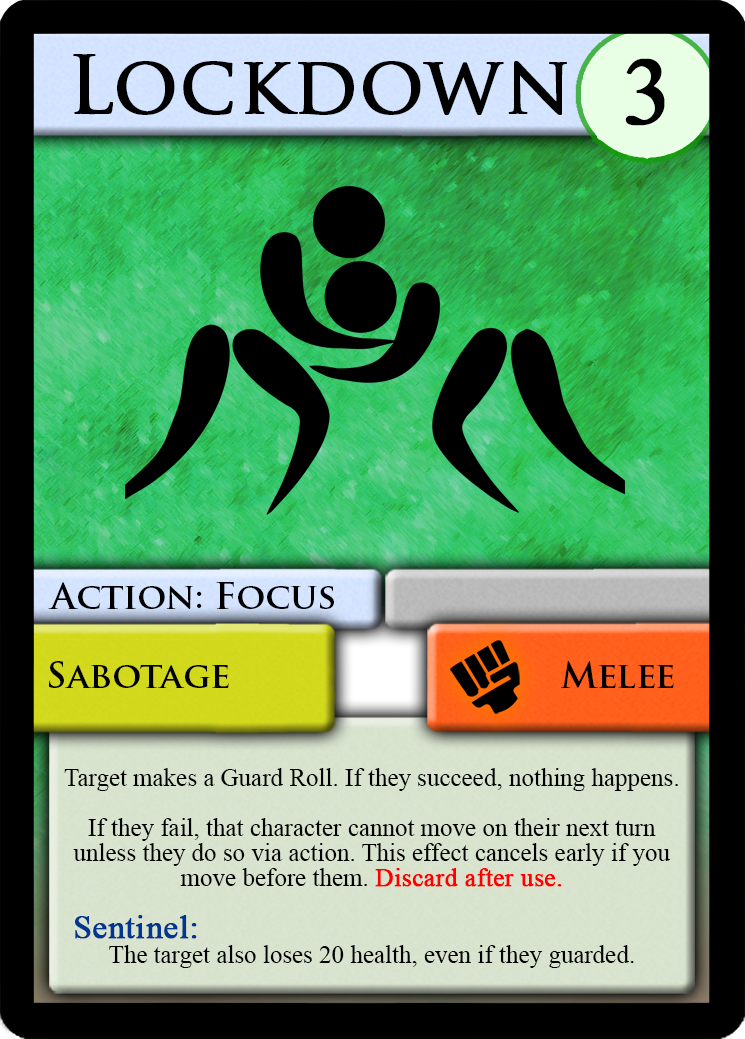 Lockdown
3
Action: Focus
Sabotage
Melee
Target makes a Guard Roll. If they succeed, nothing happens.
If they fail, that character cannot move on their next turn
unless they do so via action. This effect cancels early if you
move before them. Discard after use.
Sentinel:
The target also loses 20 health, even if they guarded.